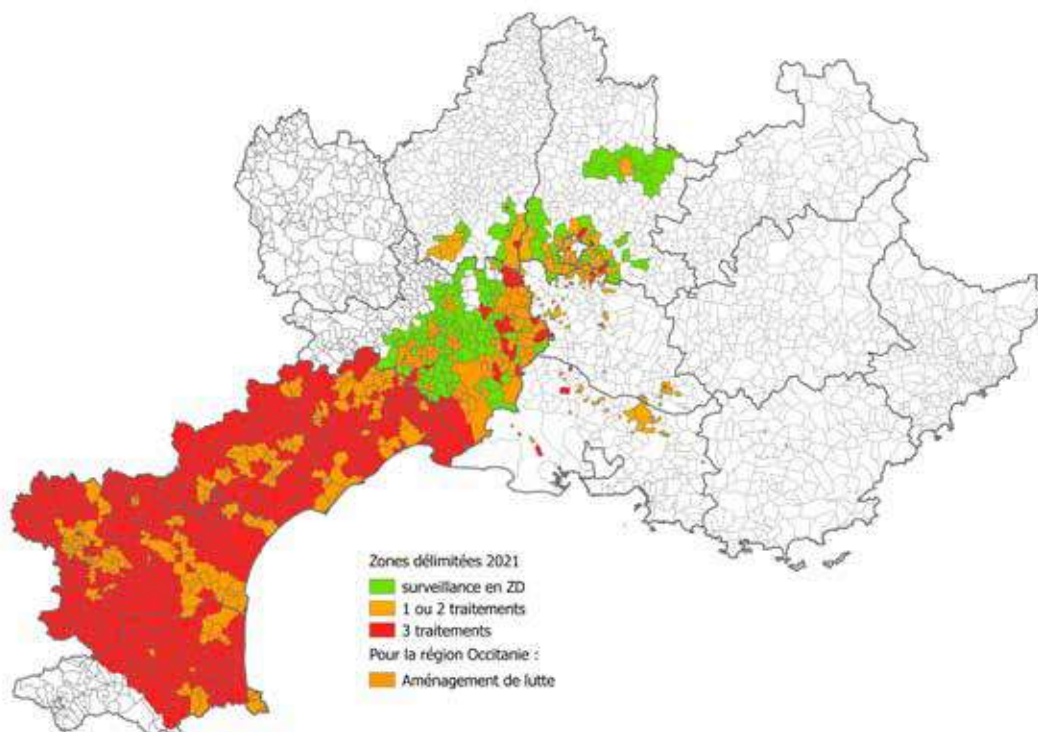 Zones délimitées 2021
surveillance en ZD
1 ou 2 traitements
3 traitements
Pour la région Occitanie :
Aménagement de lutte